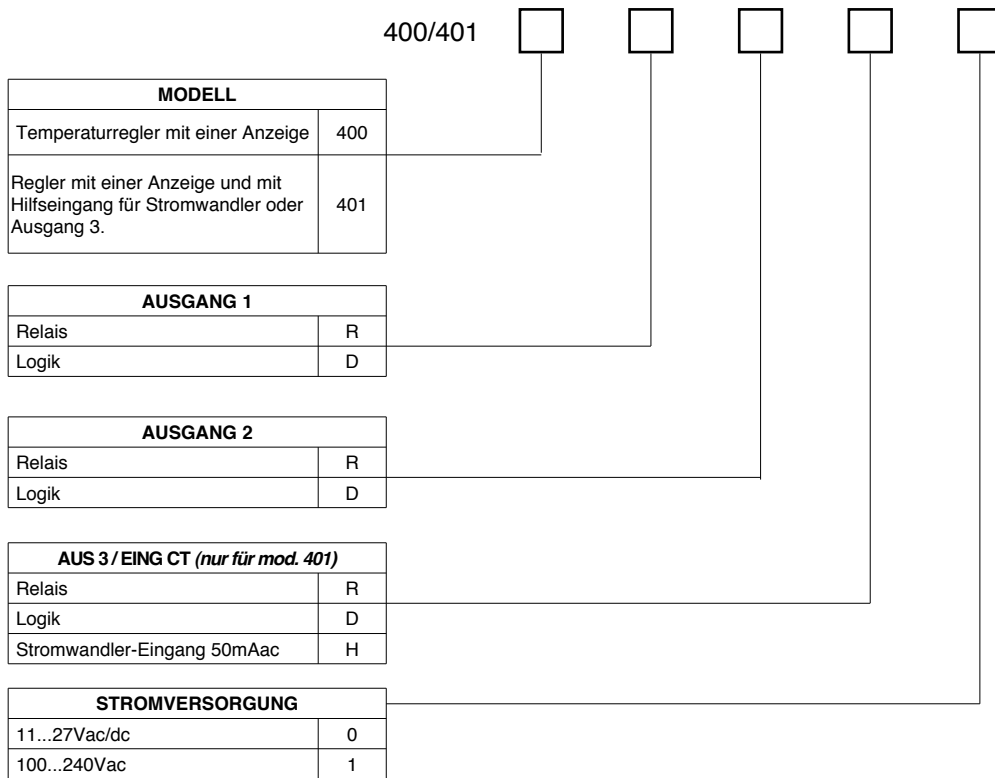 400/401
MODELL
Temperaturregler mit einer Anzeige 400
Regler mit einer Anzeige und mit
Hilfseingang für Stromwandler oder 401
Ausgang 3.
AUSGANG 1
Relais R
Logik D
AUSGANG 2
Relais R
Logik D
AUS 3 / EING CT (nur für mod. 401)
Relais R
Logik D
Stromwandler-Eingang 50mAac H
STROMVERSORGUNG
11...27Vac/dc 0
100...240Vac 1